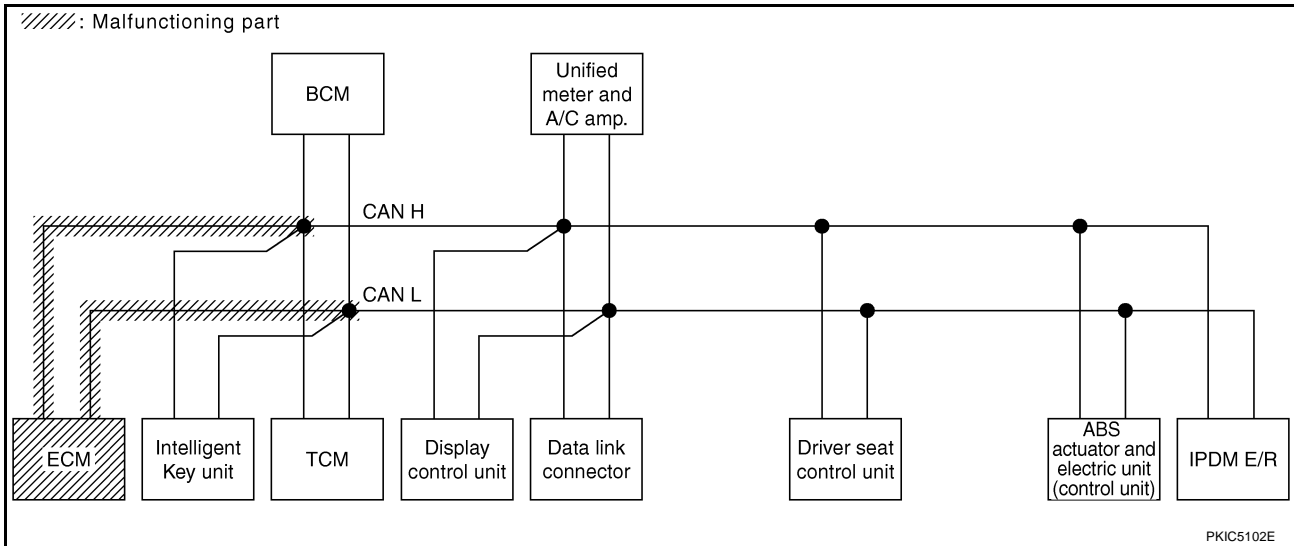 : Malfunctioning part
BCM
Unified
meter and
A/C amp.
CAN H
CAN L
ECM
Intelligent
Key unit
TCM
Display
control unit
Data link
connector
Driver seat
control unit
ABS
actuator and
electric unit
(control unit)
IPDM E/R
PKIC5102E